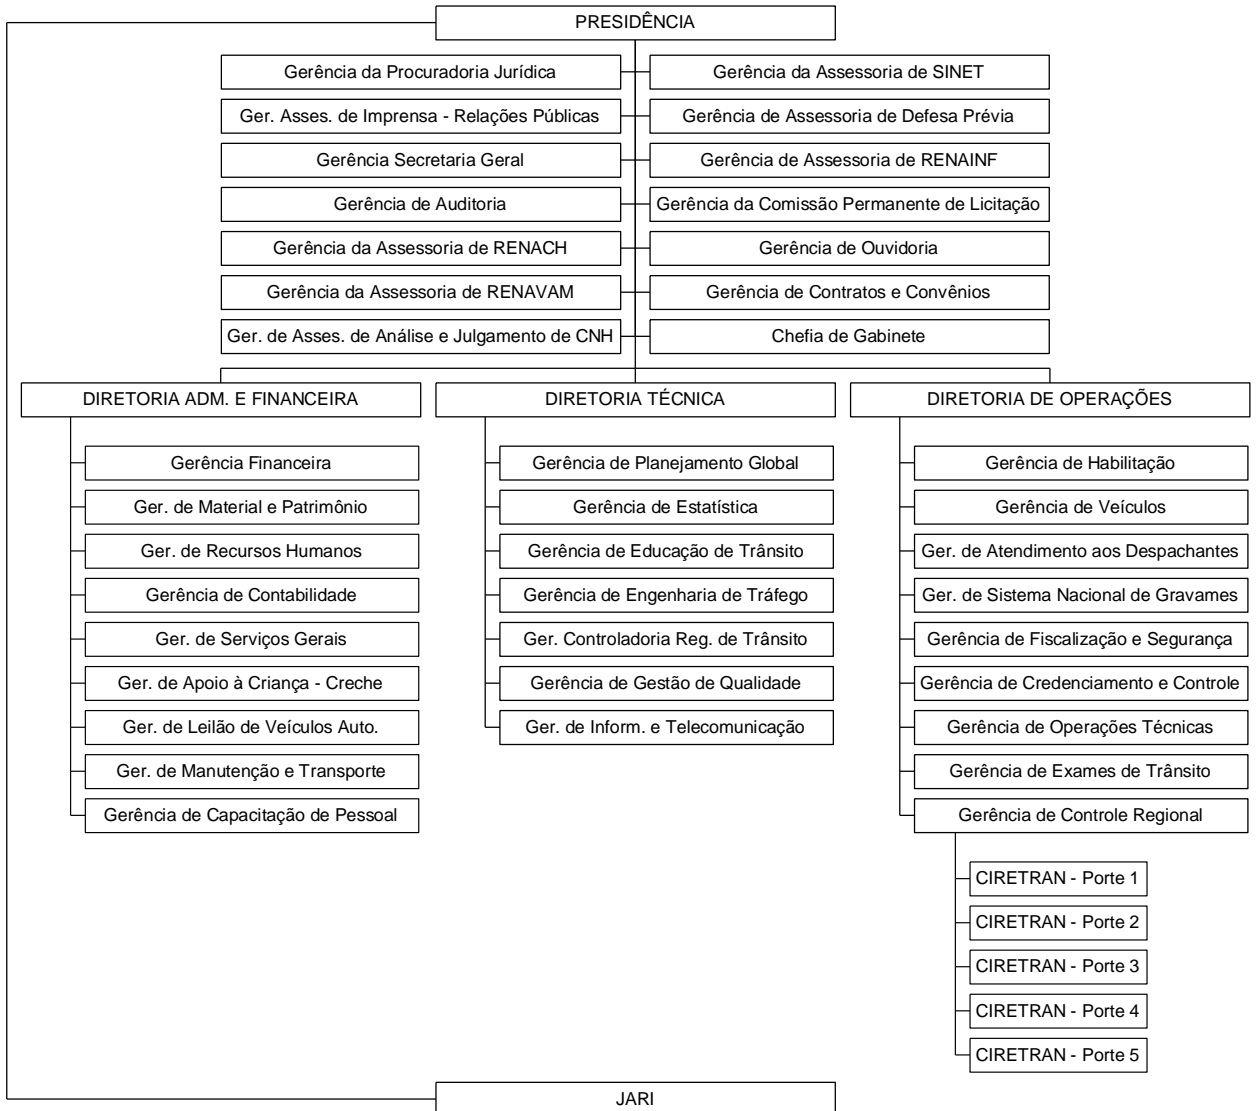 PRESIDÊNCIA
Gerência da Procuradoria Jurídica
Gerência da Assessoria de SINET
Ger. Asses. de Imprensa - Relações Públicas
Gerência de Assessoria de Defesa Prévia
Gerência Secretaria Geral
Gerência de Assessoria de RENAINF
Gerência de Auditoria
Gerência da Comissão Permanente de Licitação
Gerência da Assessoria de RENACH
Gerência de Ouvidoria
Gerência da Assessoria de RENAVAM
Gerência de Contratos e Convênios
Ger. de Asses. de Análise e Julgamento de CNH
Chefia de Gabinete
DIRETORIA ADM. E FINANCEIRA
Gerência Financeira
Ger. de Material e Patrimônio
Ger. de Recursos Humanos
Gerência de Contabilidade
Ger. de Serviços Gerais
Ger. de Apoio à Criança - Creche
Ger. de Leilão de Veículos Auto.
Ger. de Manutenção e Transporte
Gerência de Capacitação de Pessoal
DIRETORIA TÉCNICA
Gerência de Planejamento Global
Gerência de Estatística
Gerência de Educação de Trânsito
Gerência de Engenharia de Tráfego
Ger. Controladoria Reg. de Trânsito
Gerência de Gestão de Qualidade
Ger. de Inform. e Telecomunicação
DIRETORIA DE OPERAÇÕES
Gerência de Habilitação
Gerência de Veículos
Ger. de Atendimento aos Despachantes
Ger. de Sistema Nacional de Gravames
Gerência de Fiscalização e Segurança
Gerência de Credenciamento e Controle
Gerência de Operações Técnicas
Gerência de Exames de Trânsito
Gerência de Controle Regional
CIRETRAN - Porte 1
CIRETRAN - Porte 2
CIRETRAN - Porte 3
CIRETRAN - Porte 4
CIRETRAN - Porte 5
JARI